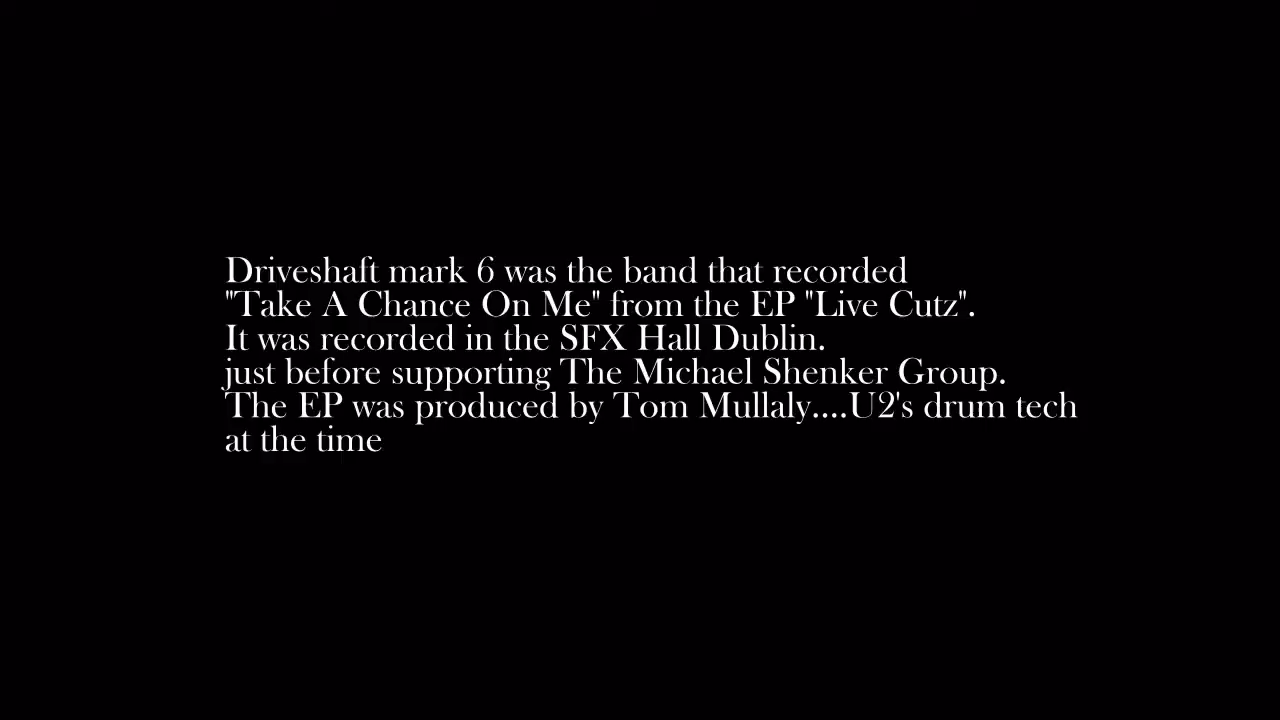 Driveshaft mark 6 was the band that recorded
"Take A Chance On Me" from the EP "Live Cutz".
It was recorded in the SFX Hall Dublin.
just before supporting The Michael Shenker Group.
The EP was produced by Tom Mullaly....U2's drum tech
at the time